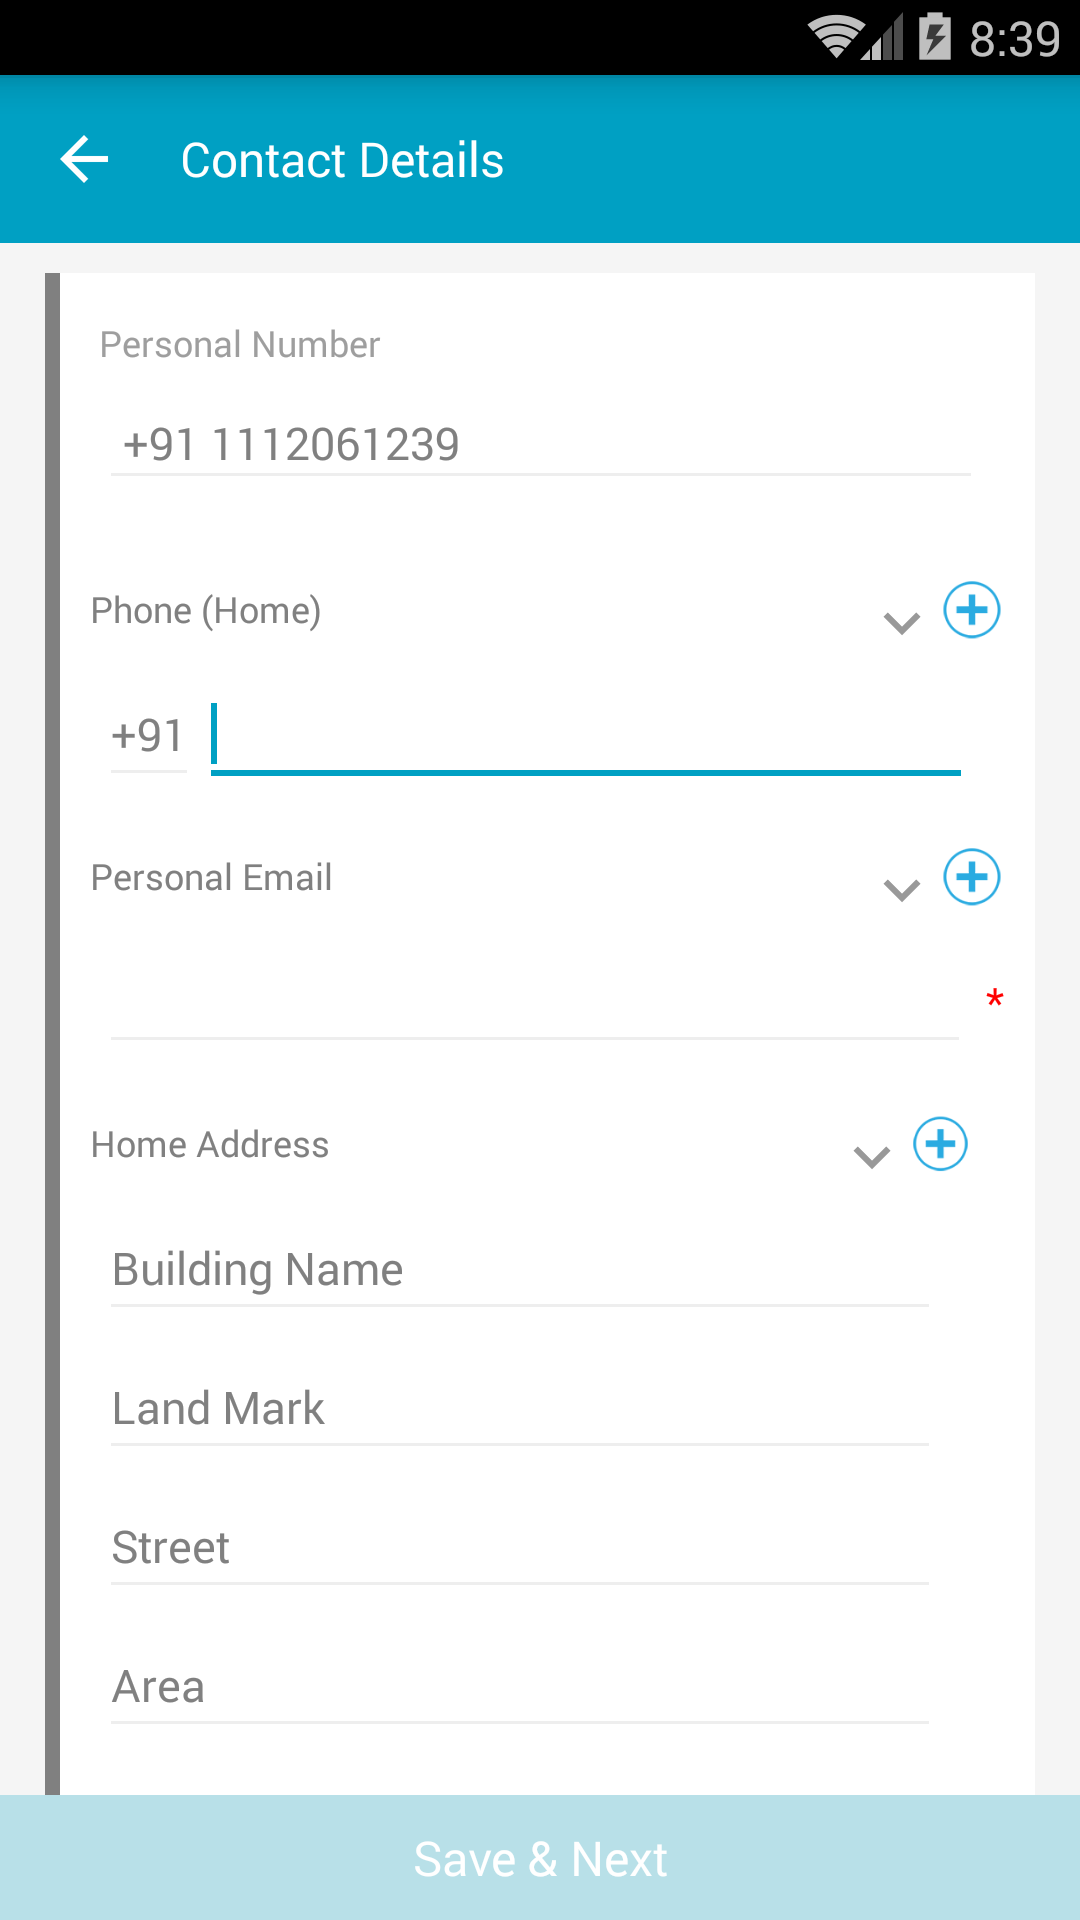 8:39
Contact Details
Personal Number
+91 1112061239
Phone (Home)
+91
Personal Email
*
Home Address
Building Name
Land Mark
Street
Area
Save & Next